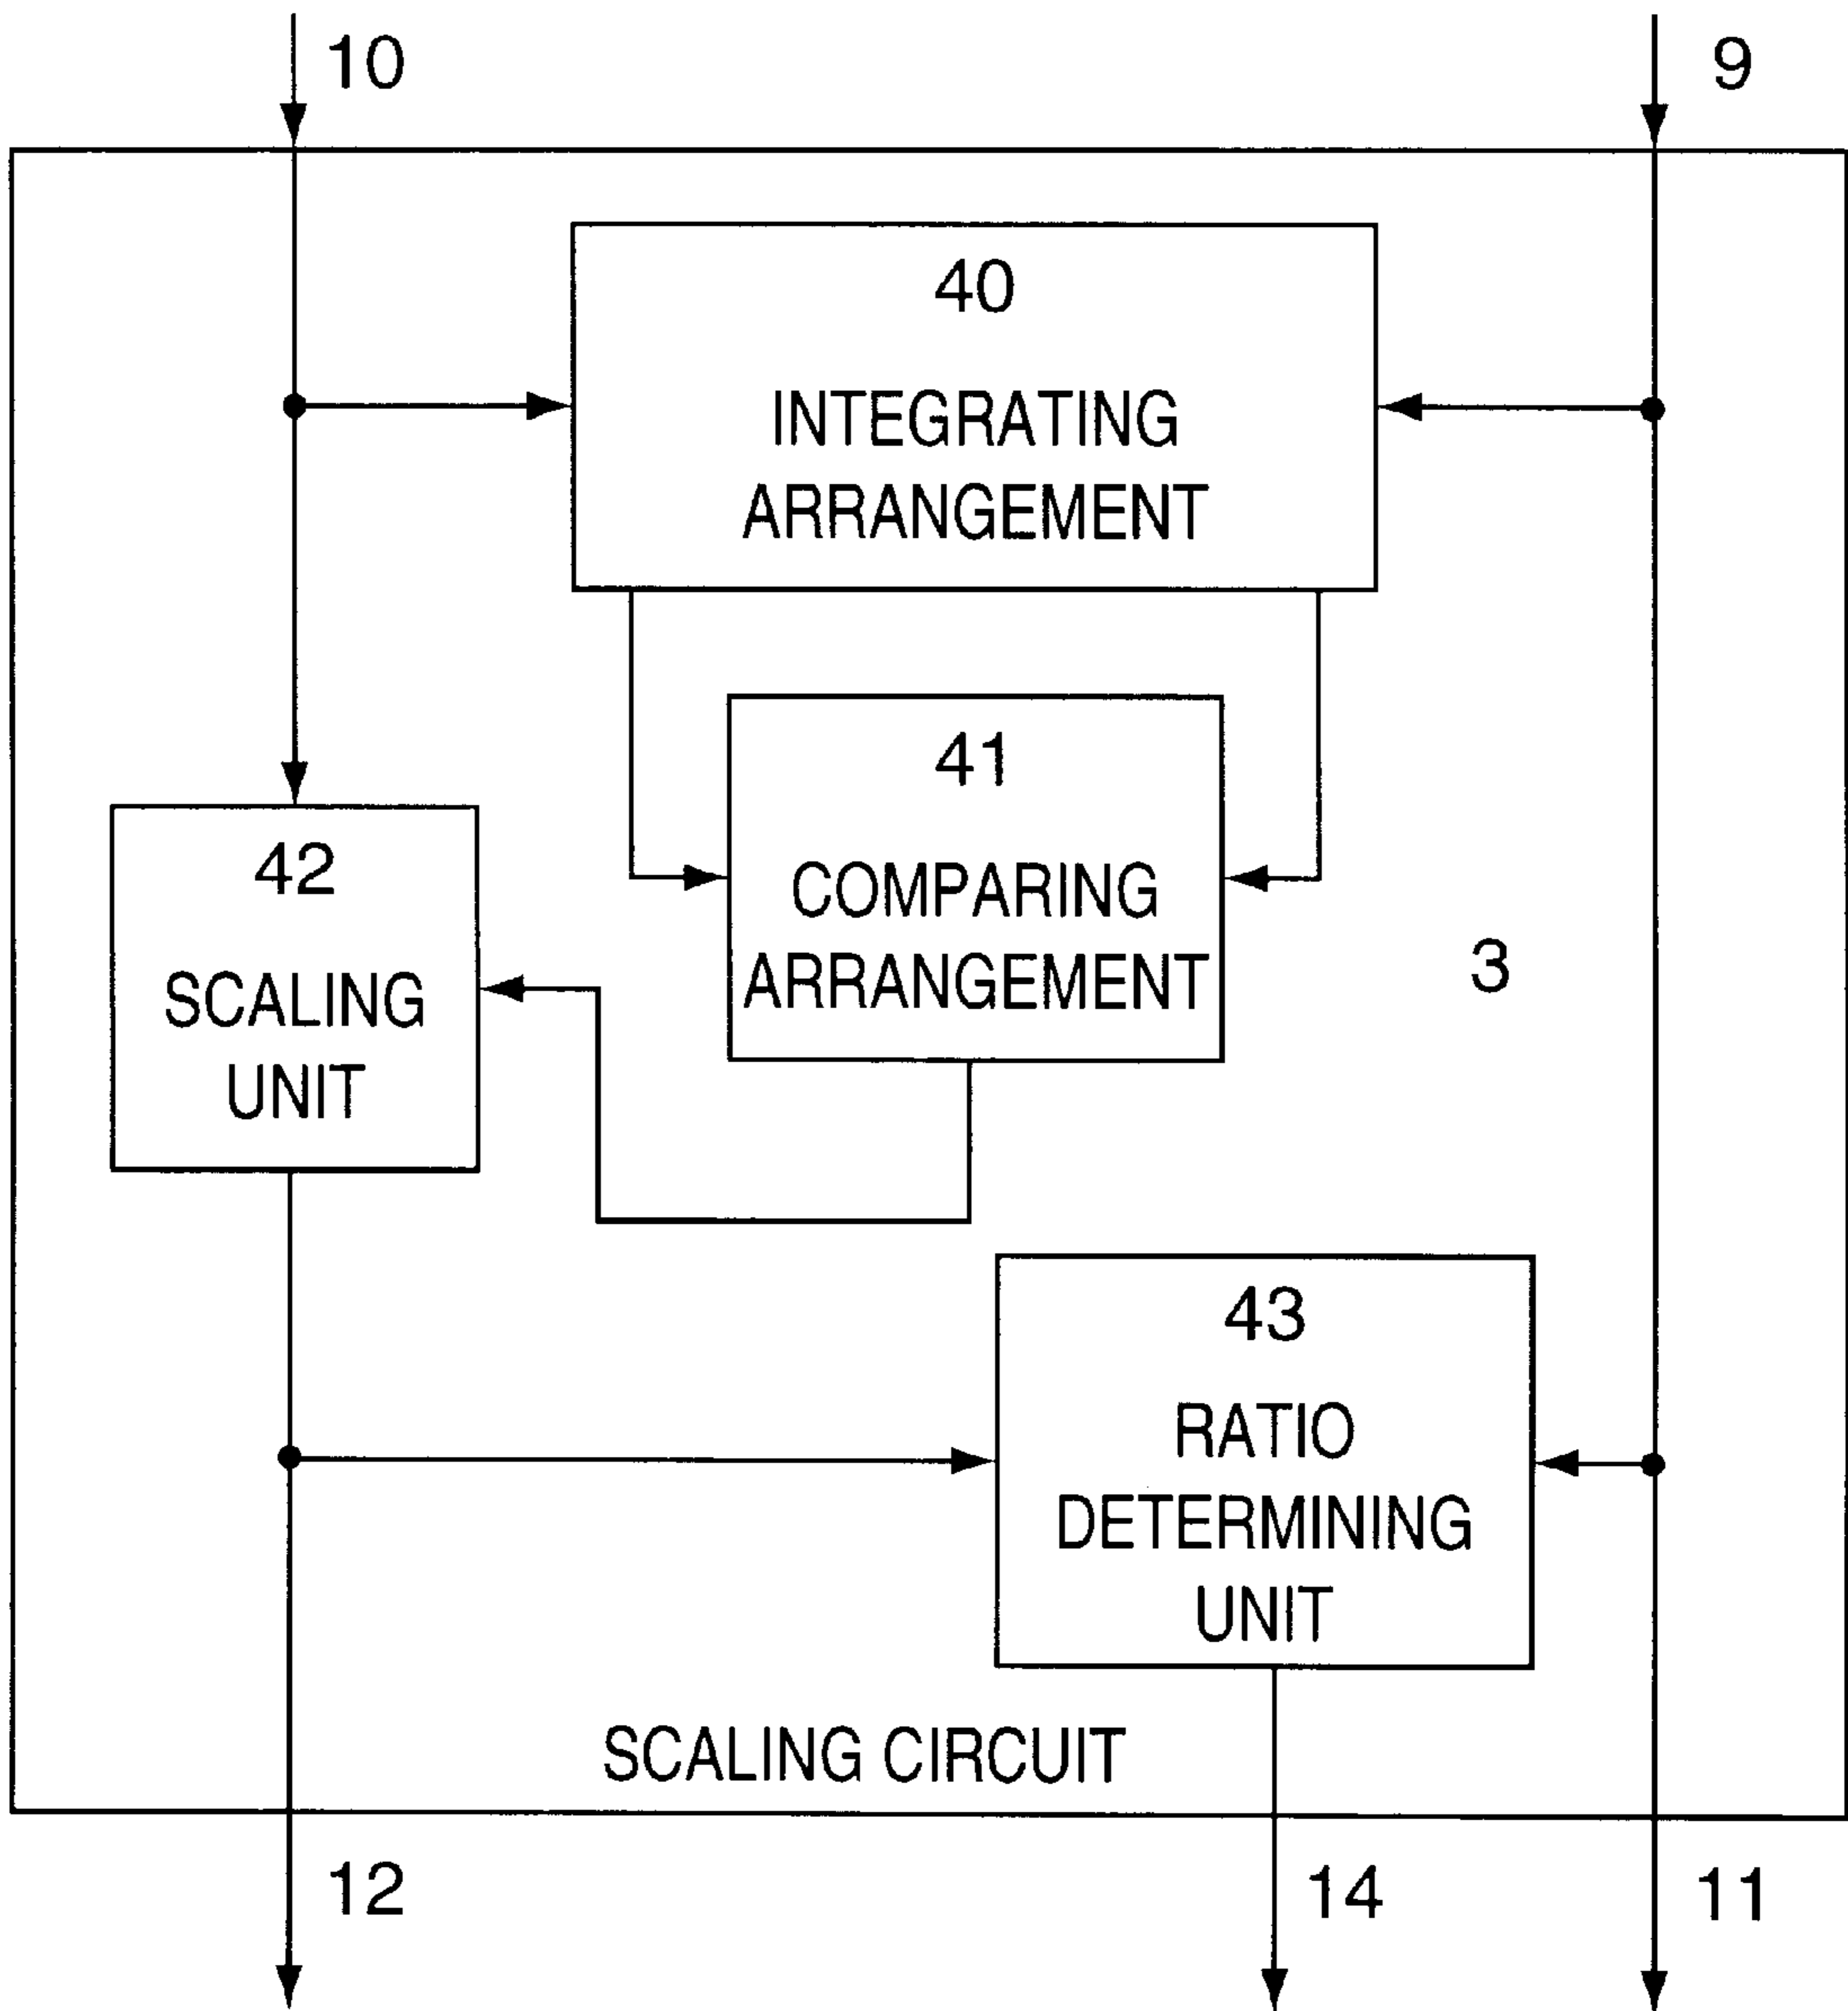 10
9
40
INTEGRATING
ARRANGEMENT
41
COMPARING
ARRANGEMENT
42
SCALING
UNIT
3
43
RATIO
DETERMINING
UNIT
SCALING CIRCUIT
12
14
11